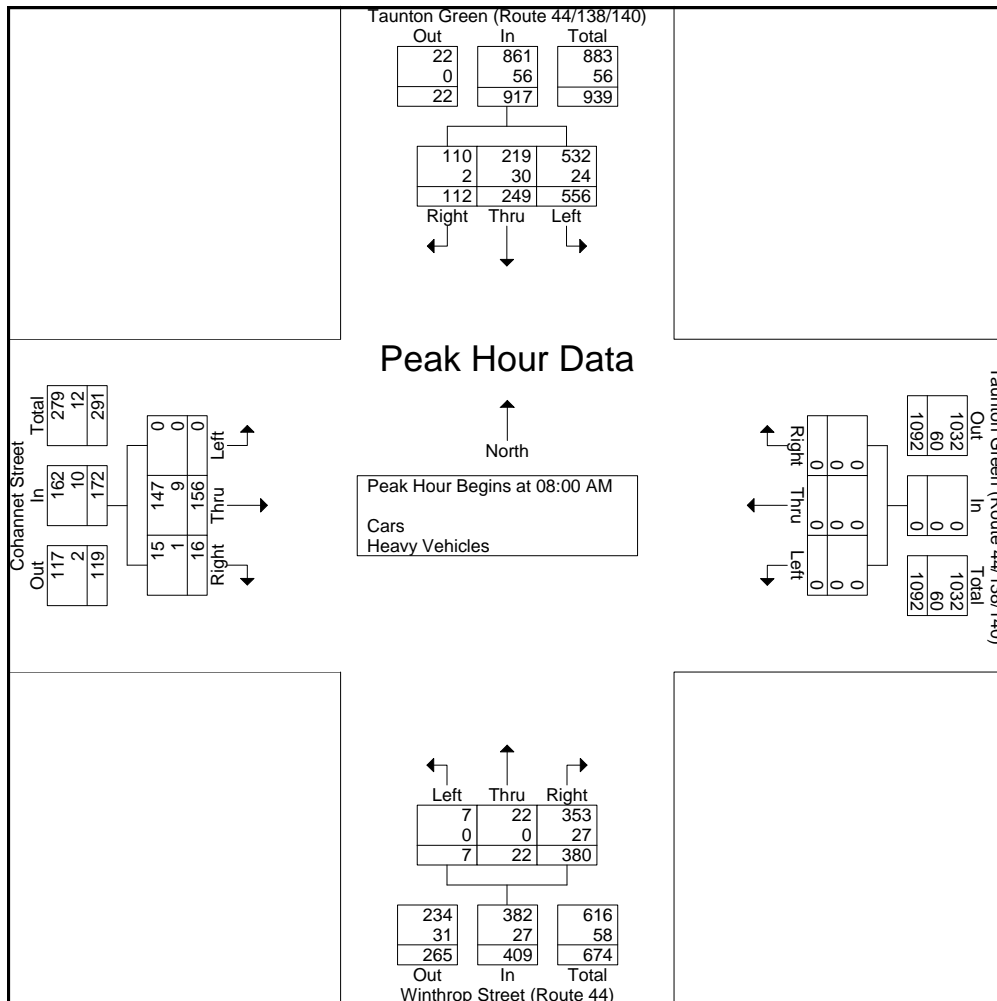 Taunton Green (Route 44/138/140)
Out In Total
22 861 883
0 56 56
22 917 939
110 219 532
2 30 24
112 249 556
Right Thru Left
Peak Hour Data
North
Peak Hour Begins at 08:00 AM
Cars
Heavy Vehicles
Cohannet Street
Out In Total
117 162 279
2 10 12
119 172 291
15 147 0
1 9 0
16 156 0
Right Thru Left
Taunton Green (Route 44/138/140)
Out In Total
1032 0 1032
60 0 60
1092 0 1092
0 0 0
0 0 0
0 0 0
Right Thru Left
Left Thru Right
7 22 353
0 0 27
7 22 380
234 382 616
31 27 58
265 409 674
Out In Total
Winthrop Street (Route 44)